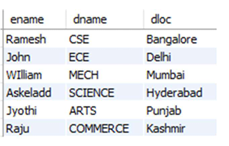 ename dname dloc
Ramesh CSE Bangalore
John ECE Delhi
WIlliam MECH Mumbai
Askeladd SCIENCE Hyderabad
Jyothi ARTS Punjab
Raju COMMERCE Kashmir